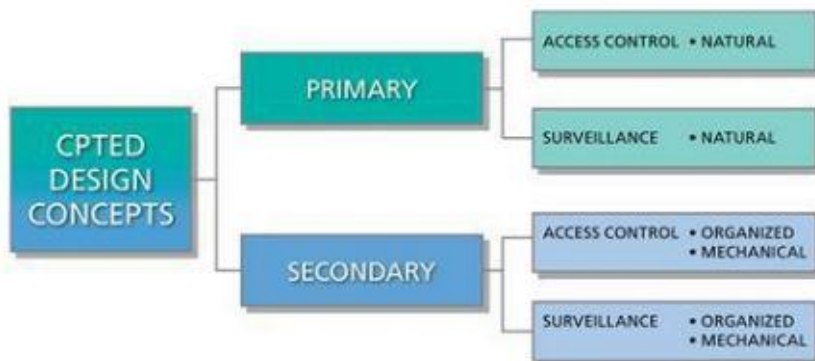 CPTED
DESIGN
CONCEPTS
PRIMARY
ACCESS CONTROL • NATURAL
SURVEILLANCE • NATURAL
SECONDARY
ACCESS CONTROL • ORGANIZED
• MECHANICAL
SURVEILLANCE • ORGANIZED
• MECHANICAL